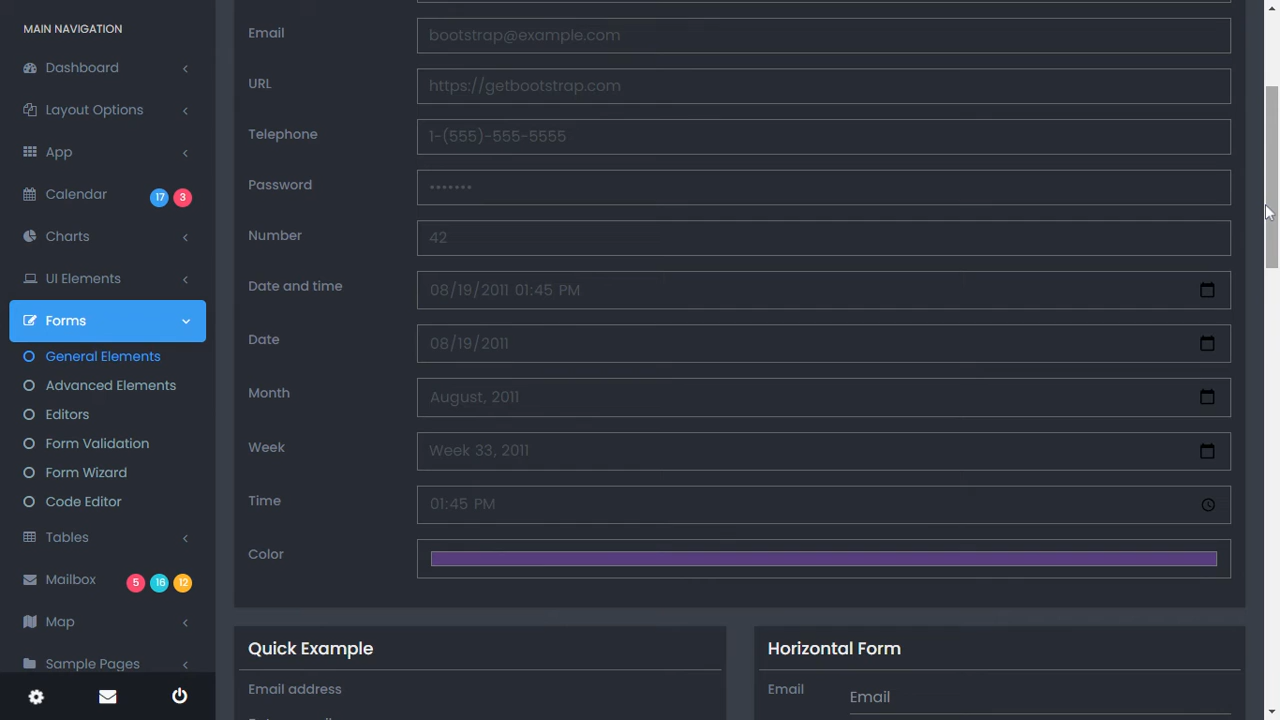 MAIN NAVIGATION
Dashboard
Layout Options
App
Calendar 17 3
Charts
UI Elements
Forms
General Elements
Advanced Elements
Editors
Form Validation
Form Wizard
Code Editor
Tables
Mailbox 5 16 12
Map
Sample Pages
Email bootstrap@example.com
URL https://getbootstrap.com
Telephone 1-(555)-555-5555
Password •••••••
Number 42
Date and time 08/19/2011 01:45 PM
Date 08/19/2011
Month August, 2011
Week Week 33, 2011
Time 01:45 PM
Color
Quick Example
Email address
Horizontal Form
Email Email